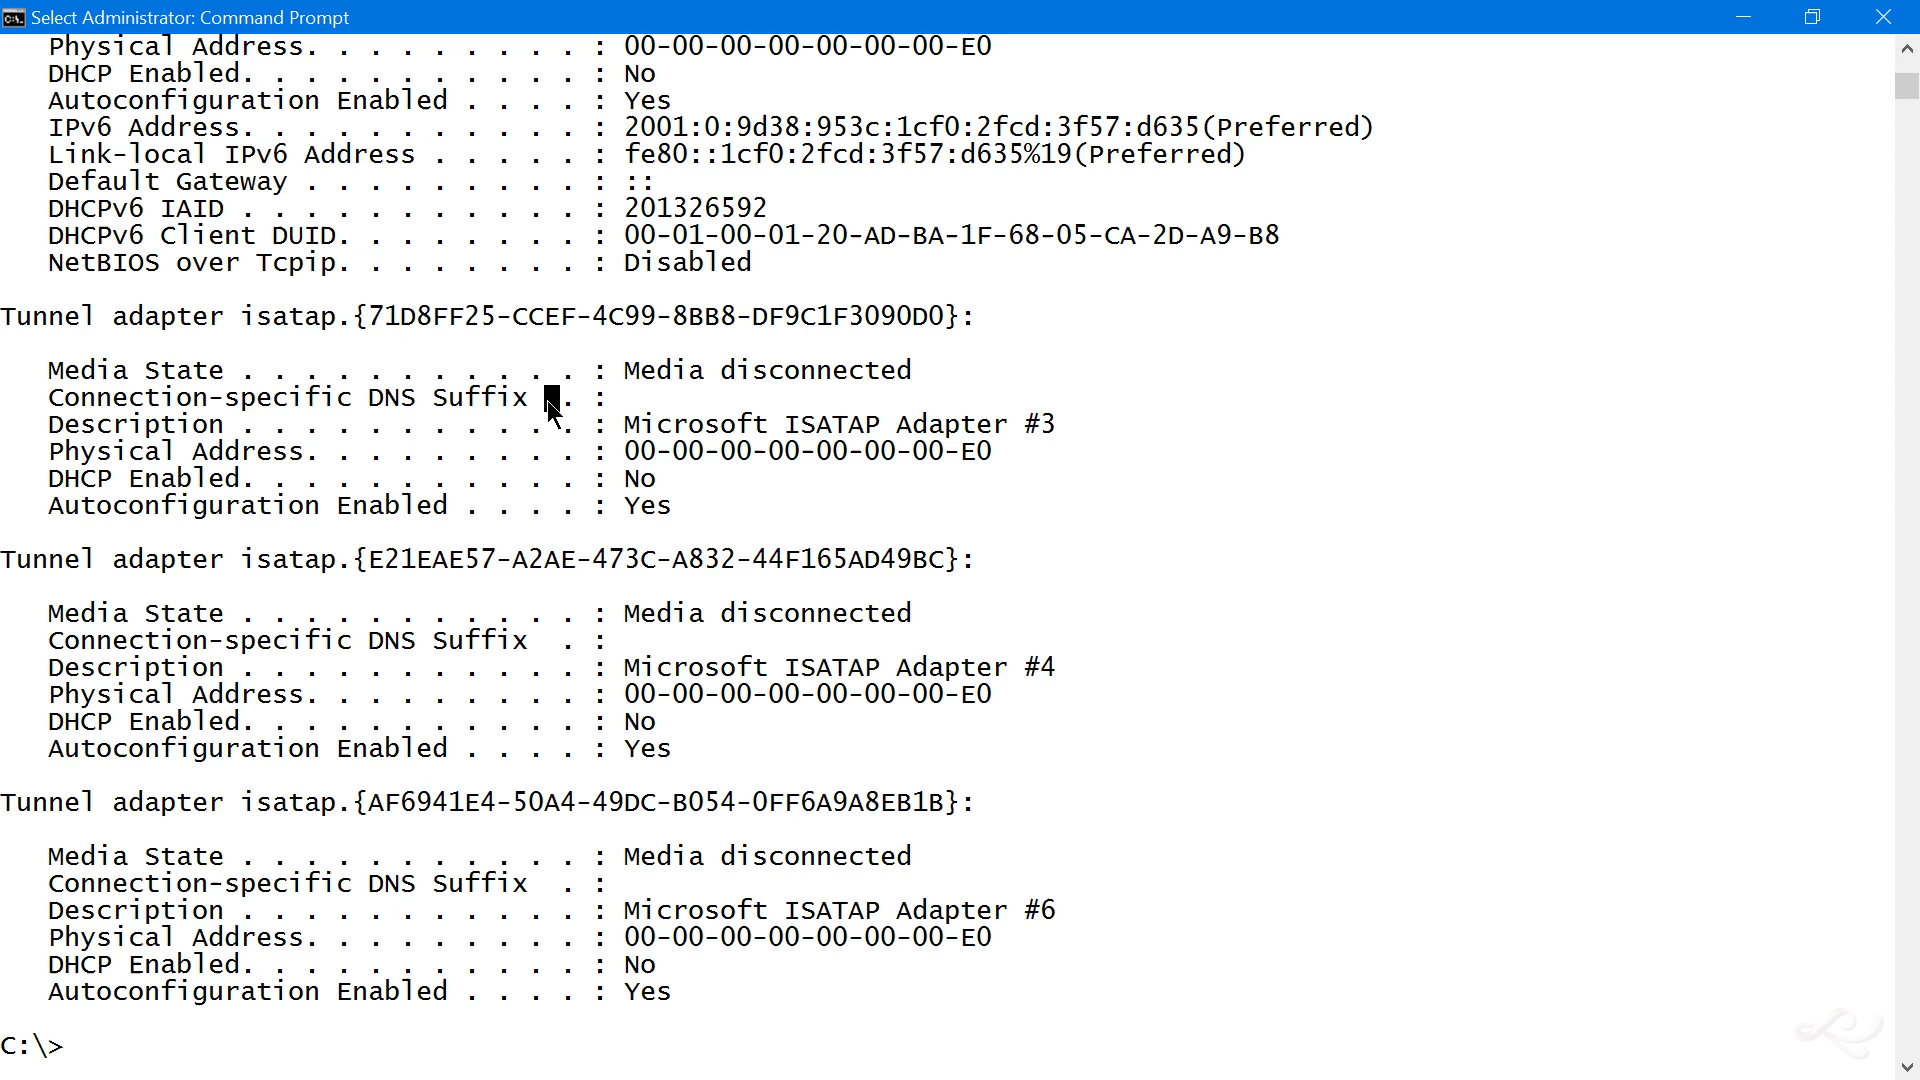 Select Administrator: Command Prompt
Physical Address. . . . . . . . . : 00-00-00-00-00-00-00-E0
DHCP Enabled. . . . . . . . . . . : No
Autoconfiguration Enabled . . . . : Yes
IPv6 Address. . . . . . . . . . . : 2001:0:9d38:953c:1cf0:2fcd:3f57:d635(Preferred)
Link-local IPv6 Address . . . . . : fe80::1cf0:2fcd:3f57:d635%19(Preferred)
Default Gateway . . . . . . . . . : ::
DHCPv6 IAID . . . . . . . . . . . : 201326592
DHCPv6 Client DUID. . . . . . . . : 00-01-00-01-20-AD-BA-1F-68-05-CA-2D-A9-B8
NetBIOS over Tcpip. . . . . . . . : Disabled
Tunnel adapter isatap.{71D8FF25-CCEF-4C99-8BB8-DF9C1F3090D0}:
Media State . . . . . . . . . . . : Media disconnected
Connection-specific DNS Suffix  . :
Description . . . . . . . . . . . : Microsoft ISATAP Adapter #3
Physical Address. . . . . . . . . : 00-00-00-00-00-00-00-E0
DHCP Enabled. . . . . . . . . . . : No
Autoconfiguration Enabled . . . . : Yes
Tunnel adapter isatap.{E21EAE57-A2AE-473C-A832-44F165AD49BC}:
Media State . . . . . . . . . . . : Media disconnected
Connection-specific DNS Suffix  . :
Description . . . . . . . . . . . : Microsoft ISATAP Adapter #4
Physical Address. . . . . . . . . : 00-00-00-00-00-00-00-E0
DHCP Enabled. . . . . . . . . . . : No
Autoconfiguration Enabled . . . . : Yes
Tunnel adapter isatap.{AF6941E4-50A4-49DC-B054-0FF6A9A8EB1B}:
Media State . . . . . . . . . . . : Media disconnected
Connection-specific DNS Suffix  . :
Description . . . . . . . . . . . : Microsoft ISATAP Adapter #6
Physical Address. . . . . . . . . : 00-00-00-00-00-00-00-E0
DHCP Enabled. . . . . . . . . . . : No
Autoconfiguration Enabled . . . . : Yes
C:\>